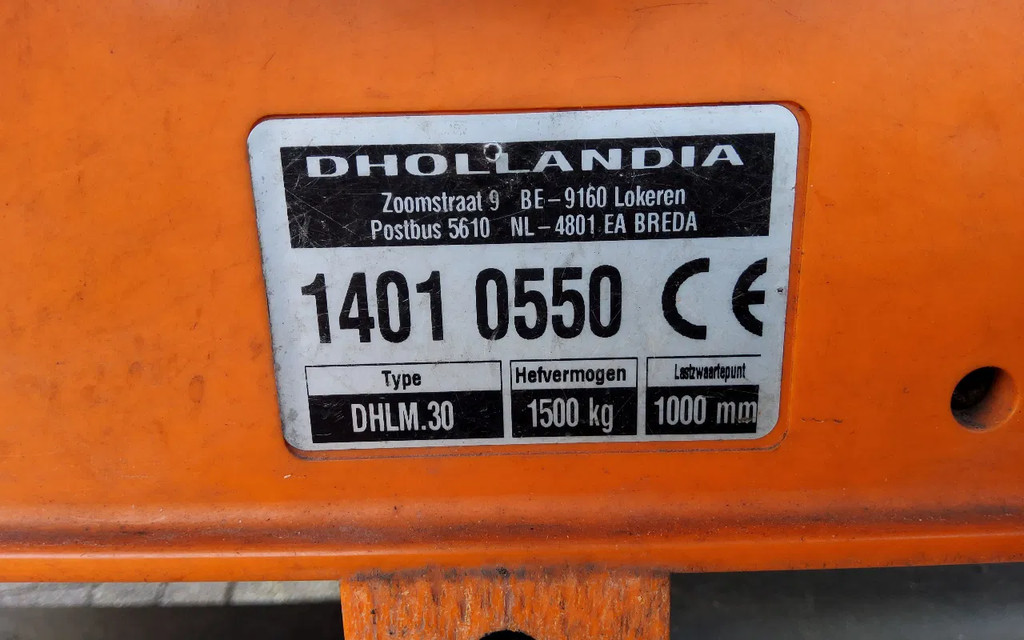 DHOLLANDIA
Zoomstraat 9 BE-9160 Lokeren
Postbus 5610 NL-4801 EA BREDA
1401 0550 CE
Type Hefvermogen Lastzwaartepunt
DHLM.30 1500 kg 1000 mm